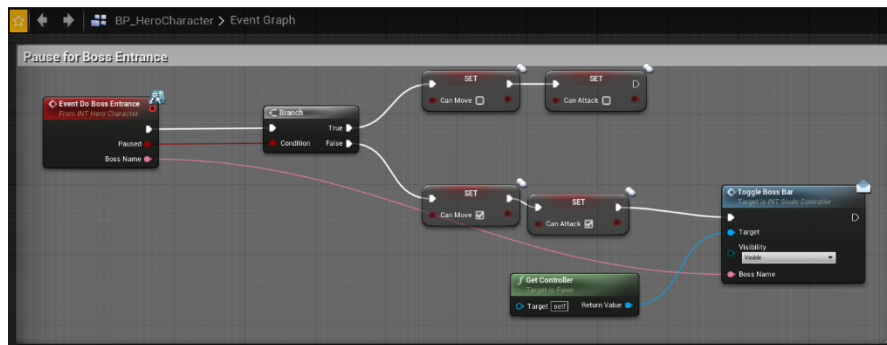 BP_HeroCharacter > Event Graph
Pause for Boss Entrance
Event Do Boss Entrance
From INT Hero Character
Paused
Boss Name
Branch
True
Condition
False
SET
Can Move
SET
Can Attack
SET
Can Move
SET
Can Attack
Toggle Boss Bar
Target is INT Souls Controller
Target
Visibility
Visible
Boss Name
f Get Controller
Target is Pawn
Target self Return Value